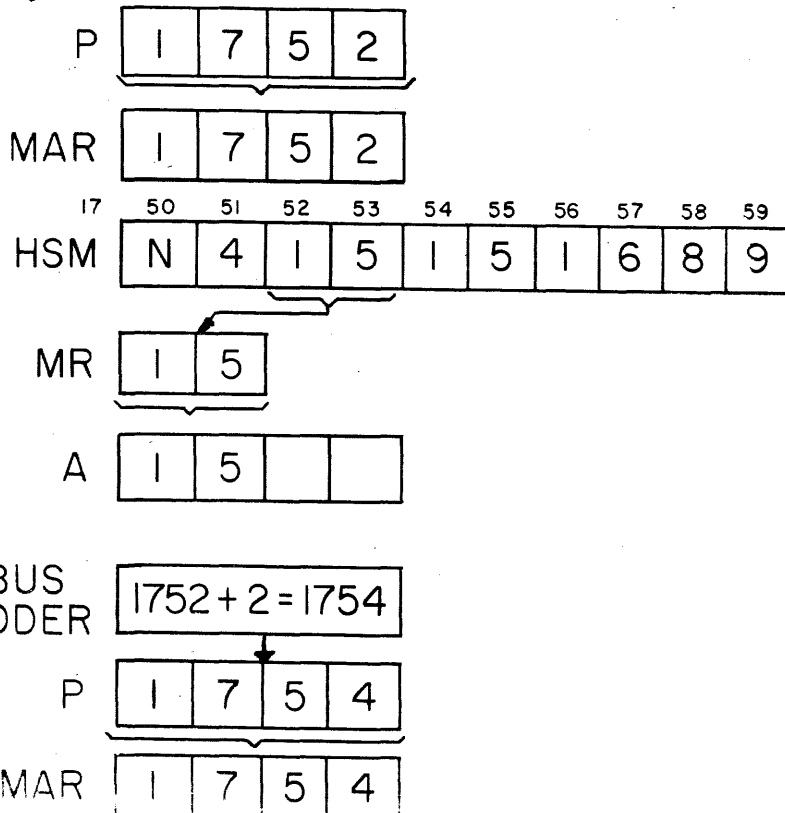 P 1 7 5 2
MAR 1 7 5 2
17 50 51 52 53 54 55 56 57 58 59
HSM N 4 1 5 1 5 1 6 8 9
MR 1 5
A 1 5
BUS
ADDER 1752 + 2 = 1754
P 1 7 5 4
MAR 1 7 5 4